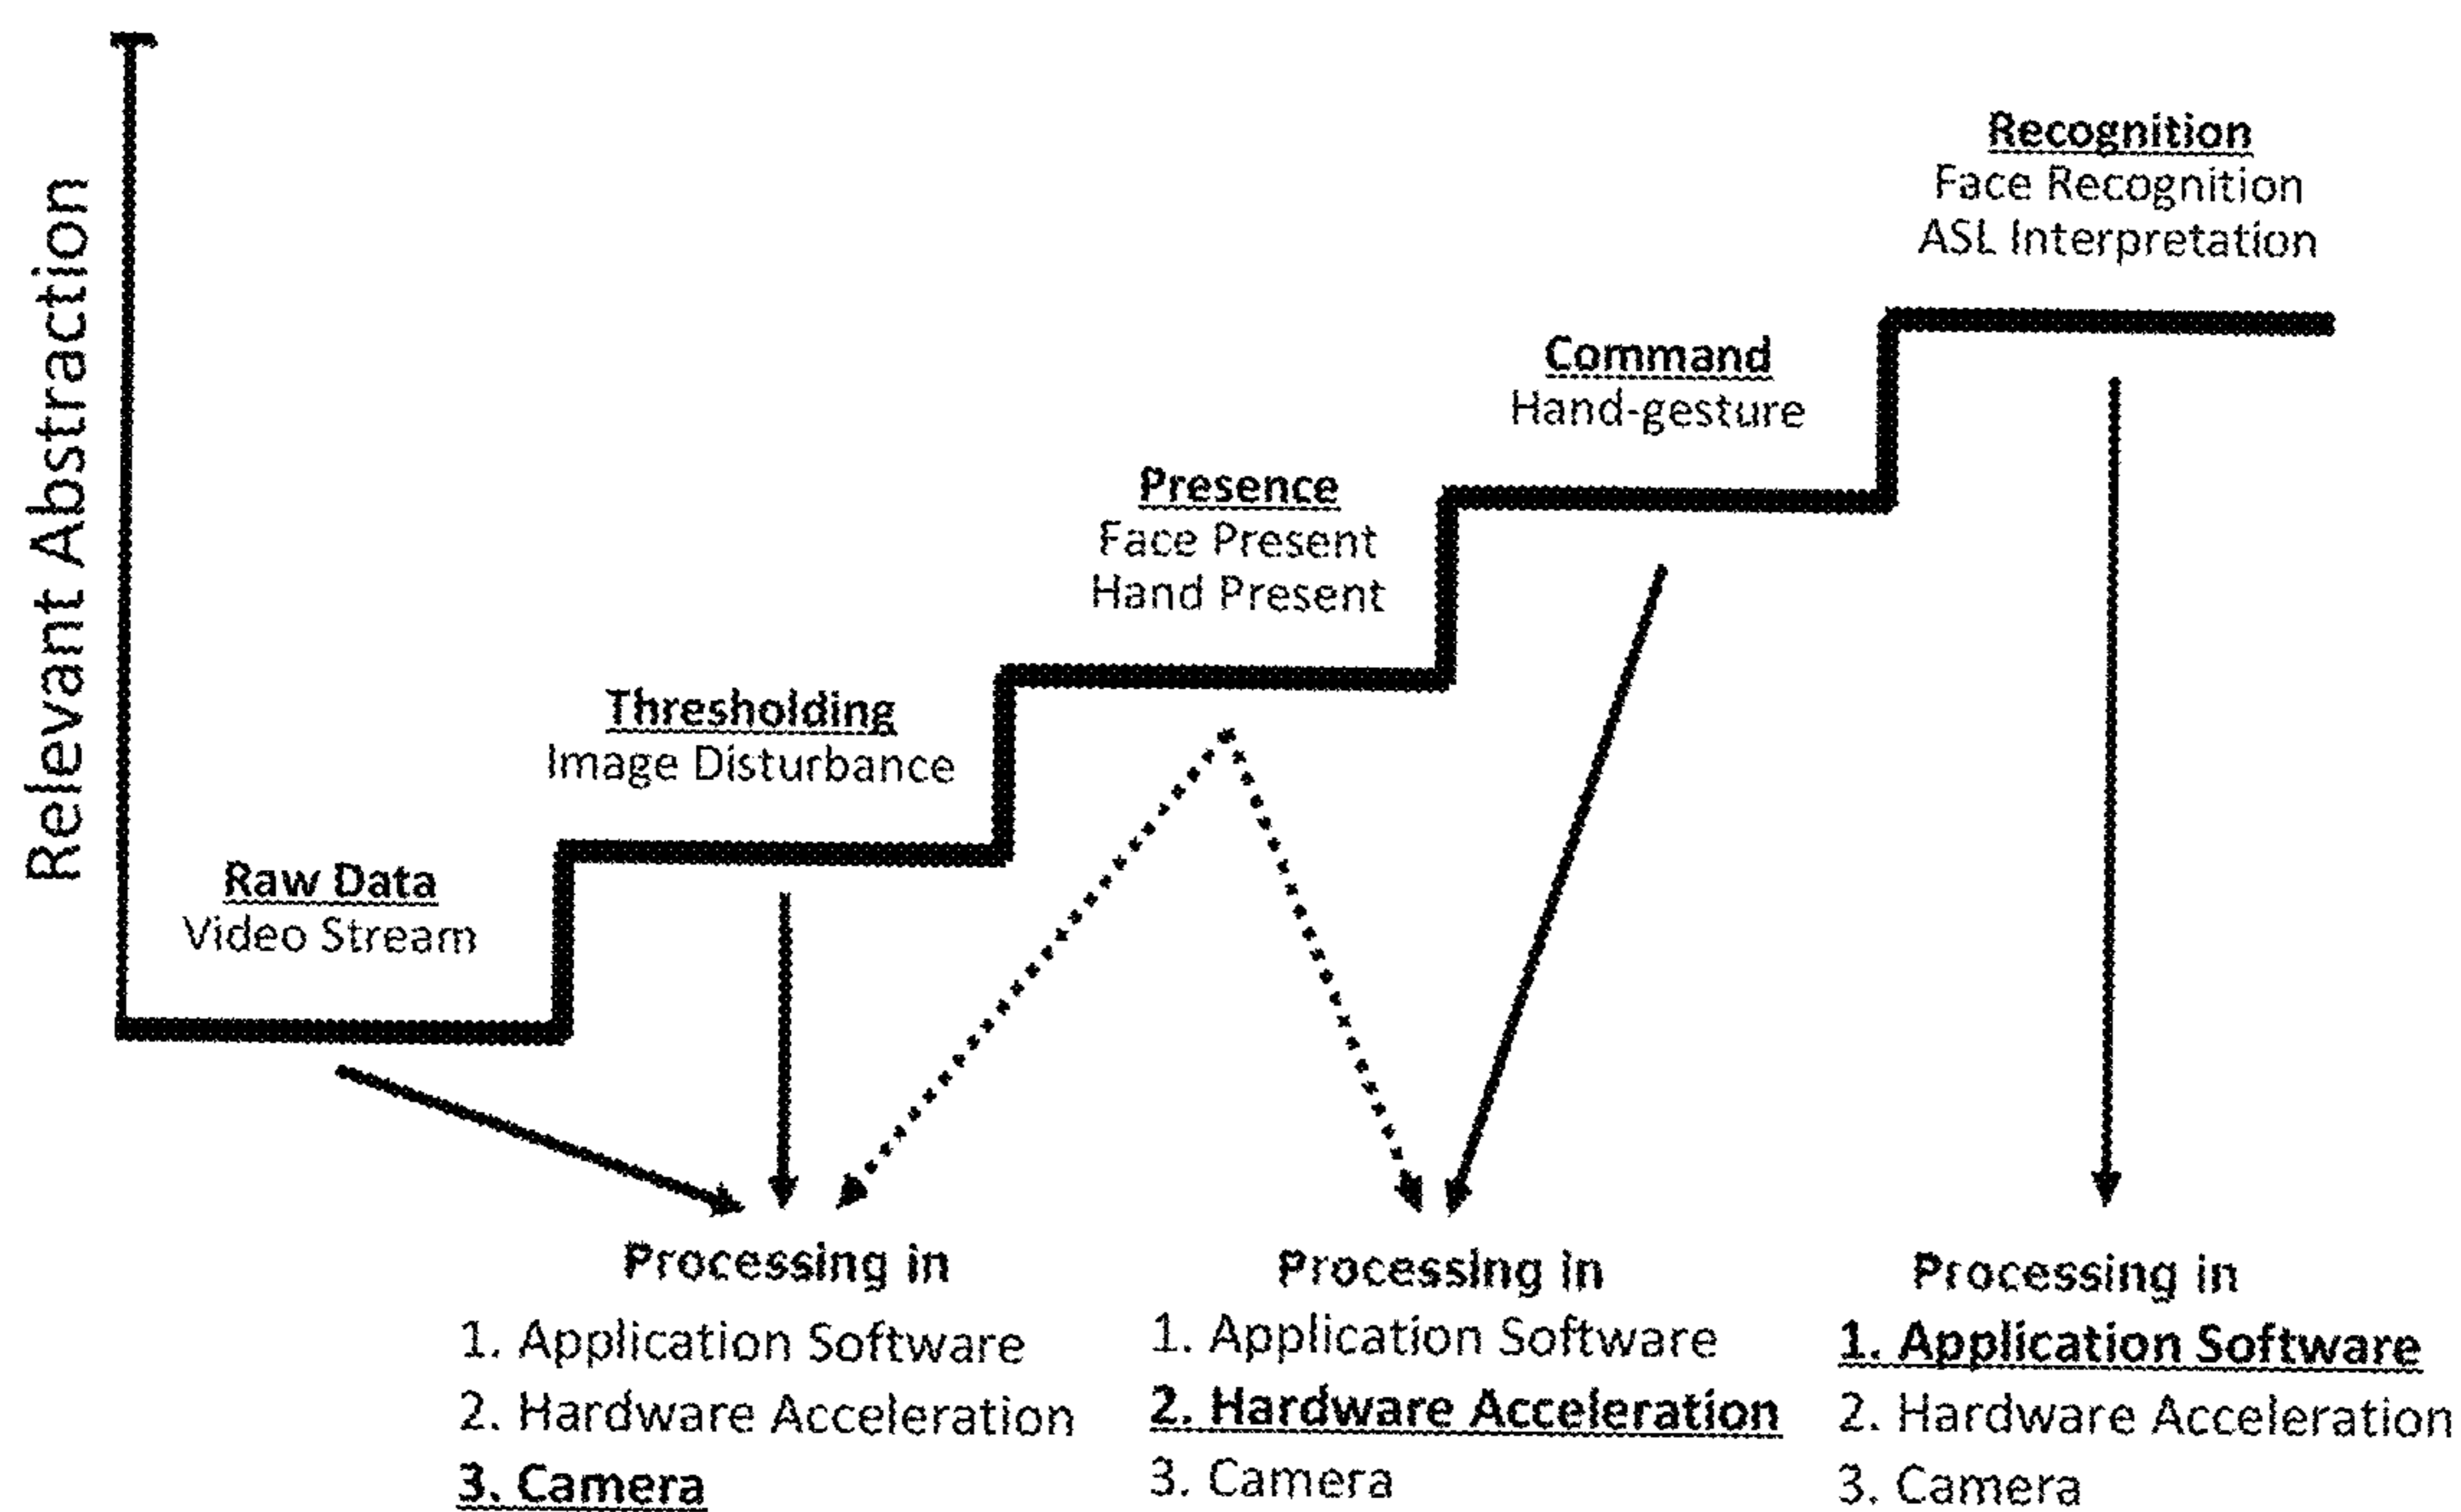 Relevant Abstraction
Raw Data
Video Stream
Thresholding
Image Disturbance
Presence
Face Present
Hand Present
Command
Hand-gesture
Recognition
Face Recognition
ASL Interpretation
Processing in
1. Application Software
2. Hardware Acceleration
3. Camera
Processing in
1. Application Software
2. Hardware Acceleration
3. Camera
Processing in
1. Application Software
2. Hardware Acceleration
3. Camera